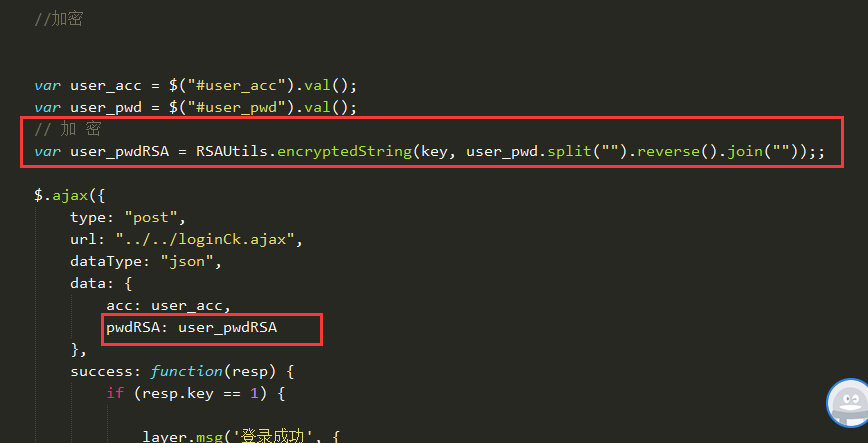 //加密
var user_acc = $("#user_acc").val();
var user_pwd = $("#user_pwd").val();
// 加 密
var user_pwdRSA = RSAUtils.encryptedString(key, user_pwd.split("").reverse().join(""));;
$.ajax({
type: "post",
url: "../../loginCk.ajax",
dataType: "json",
data: {
acc: user_acc,
pwdRSA: user_pwdRSA
},
success: function(resp) {
if (resp.key == 1) {
layer.msg('登录成功', {